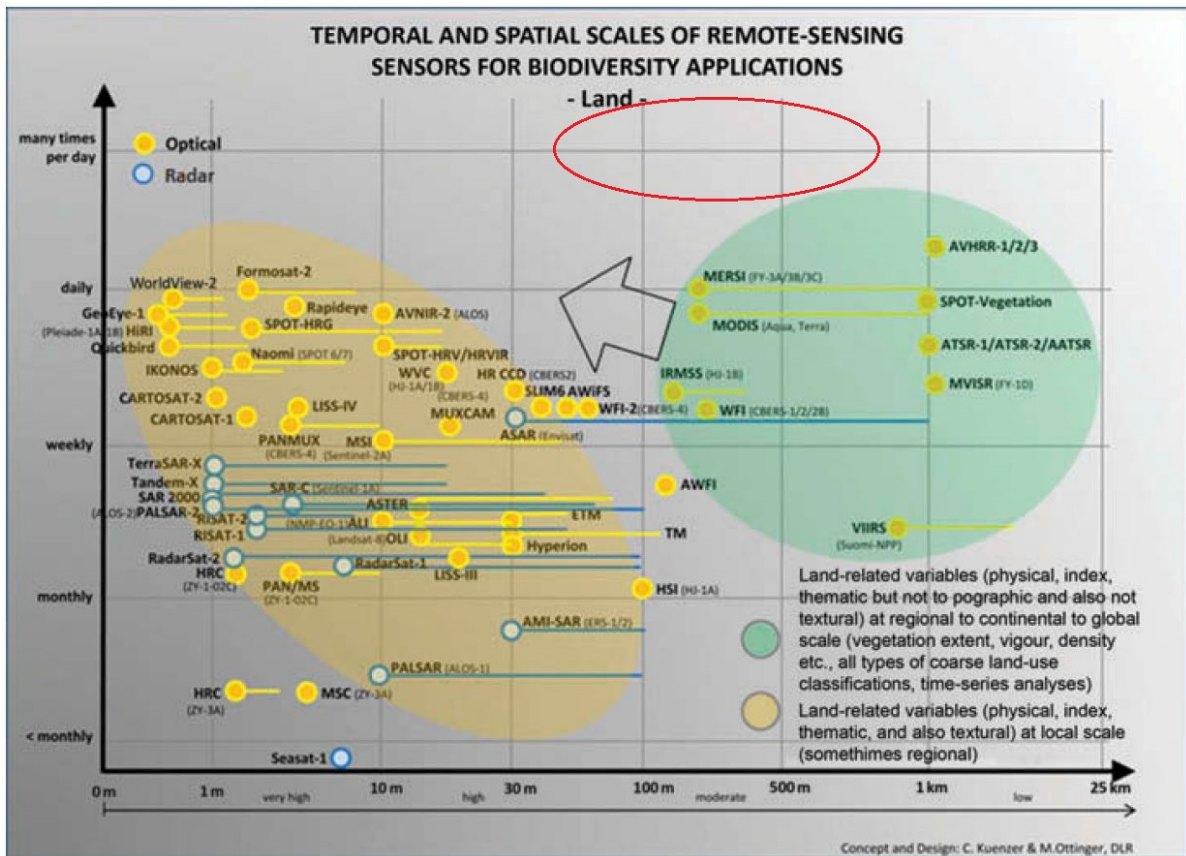 TEMPORAL AND SPATIAL SCALES OF REMOTE-SENSING
SENSORS FOR BIODIVERSITY APPLICATIONS
- Land -
many times
per day
Optical
Radar
AVHRR-1/2/3
Formosat-2
WorldView-2
MERSI (FY-3A/3B/3C)
daily
SPOT-Vegetation
Rapideye
GeoEye-1
AVNIR-2 (ALOS)
(Pleiade-1A/1B) HiRI
SPOT-HRG
MODIS (Aqua, Terra)
Quickbird
ATSR-1/ATSR-2/AATSR
Naomi (SPOT 6/7)
SPOT-HRV/HRVIR
IKONOS
WVC
(HJ-1A/1B)
HR CCD (CBERS2)
IRMSS (HJ-1B)
MVISR (FY-1D)
(CBERS-4)
SLIM6 AWiFS
CARTOSAT-2
LISS-IV
WFI-2 (CBERS-4)
WFI (CBERS-1/2/2B)
CARTOSAT-1
MUXCAM
PANMUX
(CBERS-4)
MSI
(Sentinel-2A)
ASAR (Envisat)
weekly
TerraSAR-X
Tandem-X
SAR-C (Sentinel-1A)
AWFI
SAR 2000
ASTER
(ALOS-2) PALSAR-2
RISAT-2
ETM
(NMP-EO-1) ALI
VIIRS
(Suomi-NPP)
RISAT-1
(Landsat-8) OLI
TM
Hyperion
RadarSat-2
RadarSat-1
LISS-III
HRC
(ZY-1-02C)
PAN/MS
(ZY-1-02C)
HSI (HJ-1A)
monthly
AMI-SAR (ERS-1/2)
PALSAR (ALOS-1)
HRC
(ZY-3A)
MSC (ZY-3A)
< monthly
Seasat-1
Land-related variables (physical, index,
thematic but not to pographic and also not
textural) at regional to continental to global
scale (vegetation extent, vigour, density
etc., all types of coarse land-use
classifications, time-series analyses)
Land-related variables (physical, index,
thematic, and also textural) at local scale
(somethimes regional)
0 m 1 m 10 m 30 m 100 m 500 m 1 km 25 km
very high high moderate low
Concept and Design: C. Kuenzer & M.Ottinger, DLR